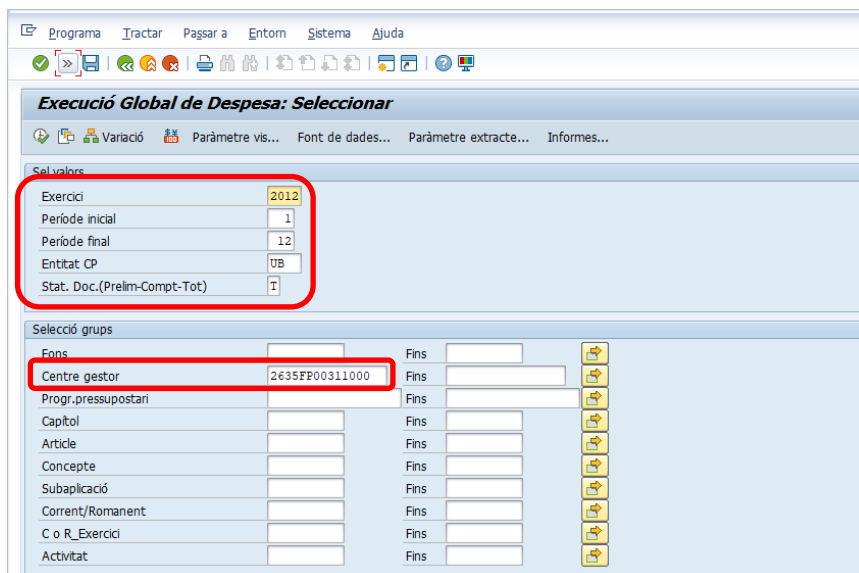 Programa Tractar Passar a Entorn Sistema Ajuda
Execució Global de Despesa: Seleccionar
Variació Paràmetre vis... Font de dades... Paràmetre extracte... Informes...
Sel valors
Exercici 2012
Període inicial 1
Període final 12
Entitat CP UB
Stat. Doc.(Prelim-Compt-Tot) T
Selecció grups
Fons Fins
Centre gestor 2635FP00311000 Fins
Progr.pressupostari Fins
Capítol Fins
Article Fins
Concepte Fins
Subaplicació Fins
Corrent/Romanent Fins
C o R_Exercici Fins
Activitat Fins